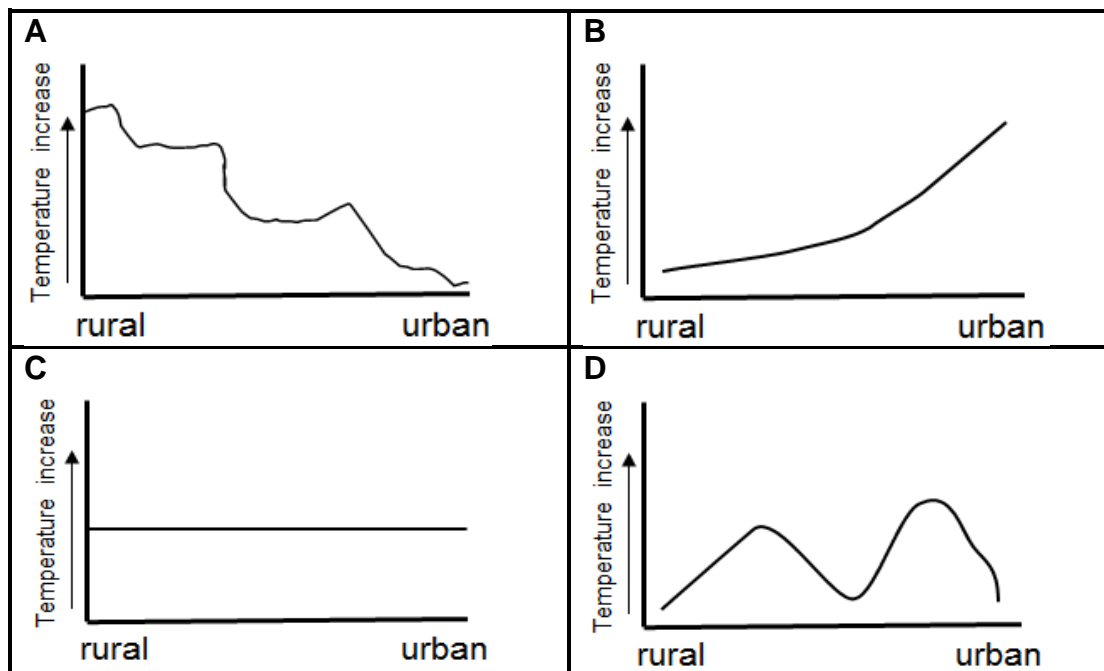 A
Temperature increase
rural urban
B
Temperature increase
rural urban
C
Temperature increase
rural urban
D
Temperature increase
rural urban